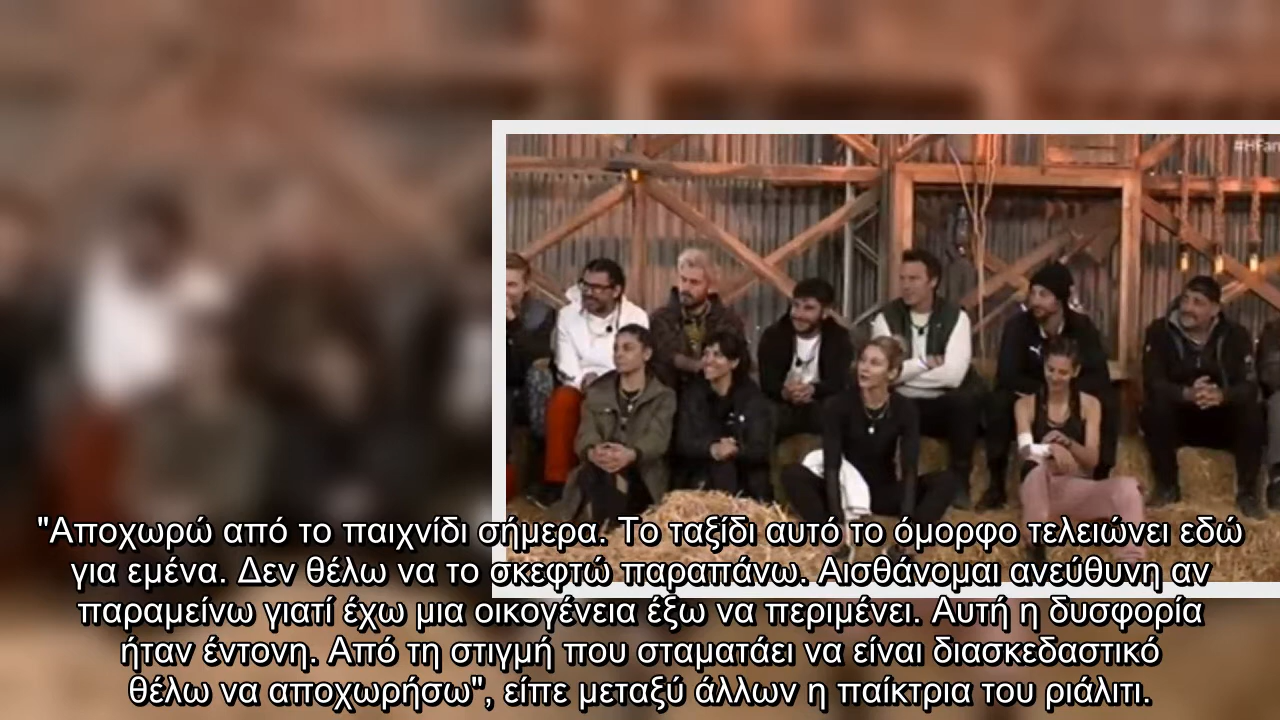 #HFar
"Αποχωρώ από το παιχνίδι σήμερα. Το ταξίδι αυτό το όμορφο τελειώνει εδώ
για εμένα. Δεν θέλω να το σκεφτώ παραπάνω. Αισθάνομαι ανεύθυνη αν
παραμείνω γιατί έχω μια οικογένεια έξω να περιμένει. Αυτή η δυσφορία
ήταν έντονη. Από τη στιγμή που σταματάει να είναι διασκεδαστικό
θέλω να αποχωρήσω", είπε μεταξύ άλλων η παίκτρια του ριάλιτι.